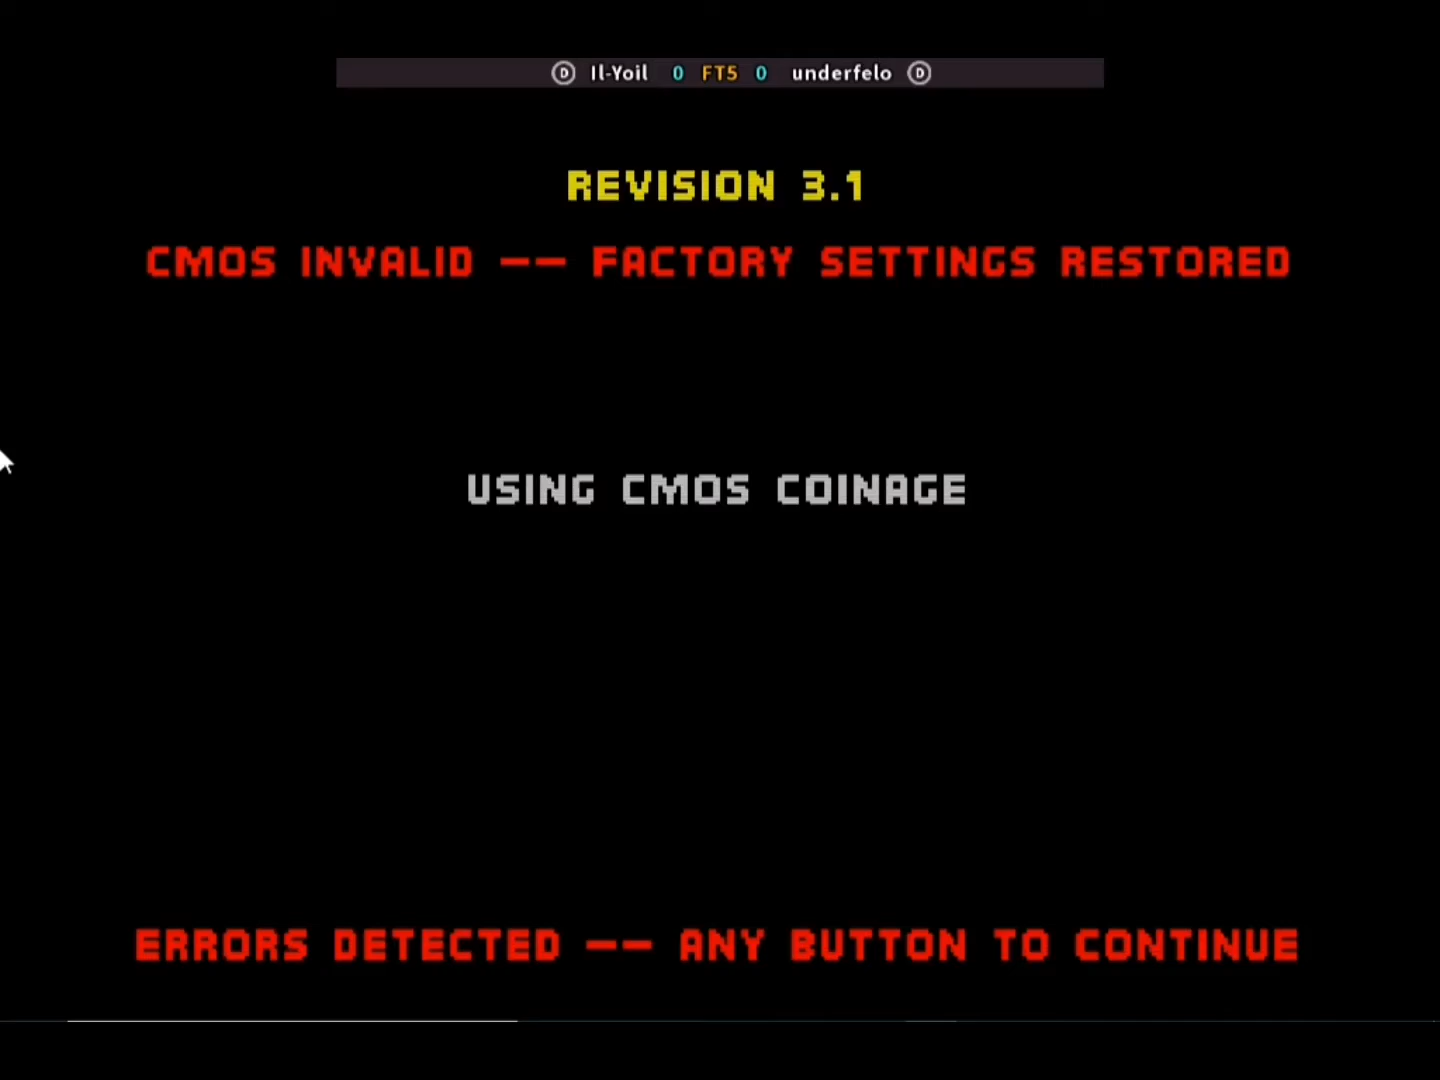 D Il-Yoil 0 FT5 0 underfelo D
REVISION 3.1
CMOS INVALID -- FACTORY SETTINGS RESTORED
USING CMOS COINAGE
ERRORS DETECTED -- ANY BUTTON TO CONTINUE